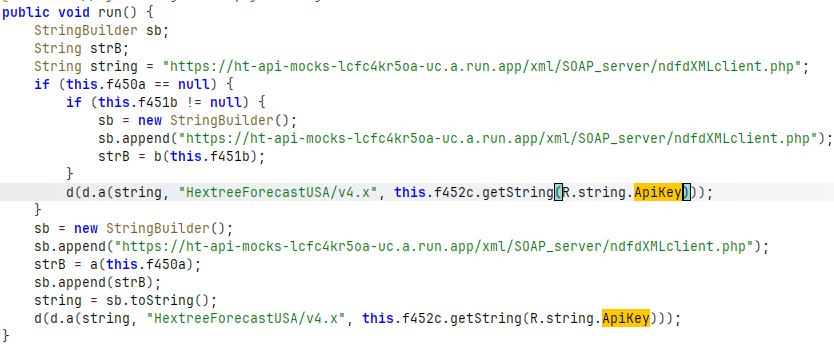 public void run() {
    StringBuilder sb;
    String strB;
    String string = "https://ht-api-mocks-lcfc4kr5oa-uc.a.run.app/xml/SOAP_server/ndfdXMLclient.php";
    if (this.f450a == null) {
        if (this.f451b != null) {
            sb = new StringBuilder();
            sb.append("https://ht-api-mocks-lcfc4kr5oa-uc.a.run.app/xml/SOAP_server/ndfdXMLclient.php");
            strB = b(this.f451b);
        }
        d(d.a(string, "HextreeForecastUSA/v4.x", this.f452c.getString(R.string.ApiKey)));
    }
    sb = new StringBuilder();
    sb.append("https://ht-api-mocks-lcfc4kr5oa-uc.a.run.app/xml/SOAP_server/ndfdXMLclient.php");
    strB = a(this.f450a);
    sb.append(strB);
    string = sb.toString();
    d(d.a(string, "HextreeForecastUSA/v4.x", this.f452c.getString(R.string.ApiKey)));
}